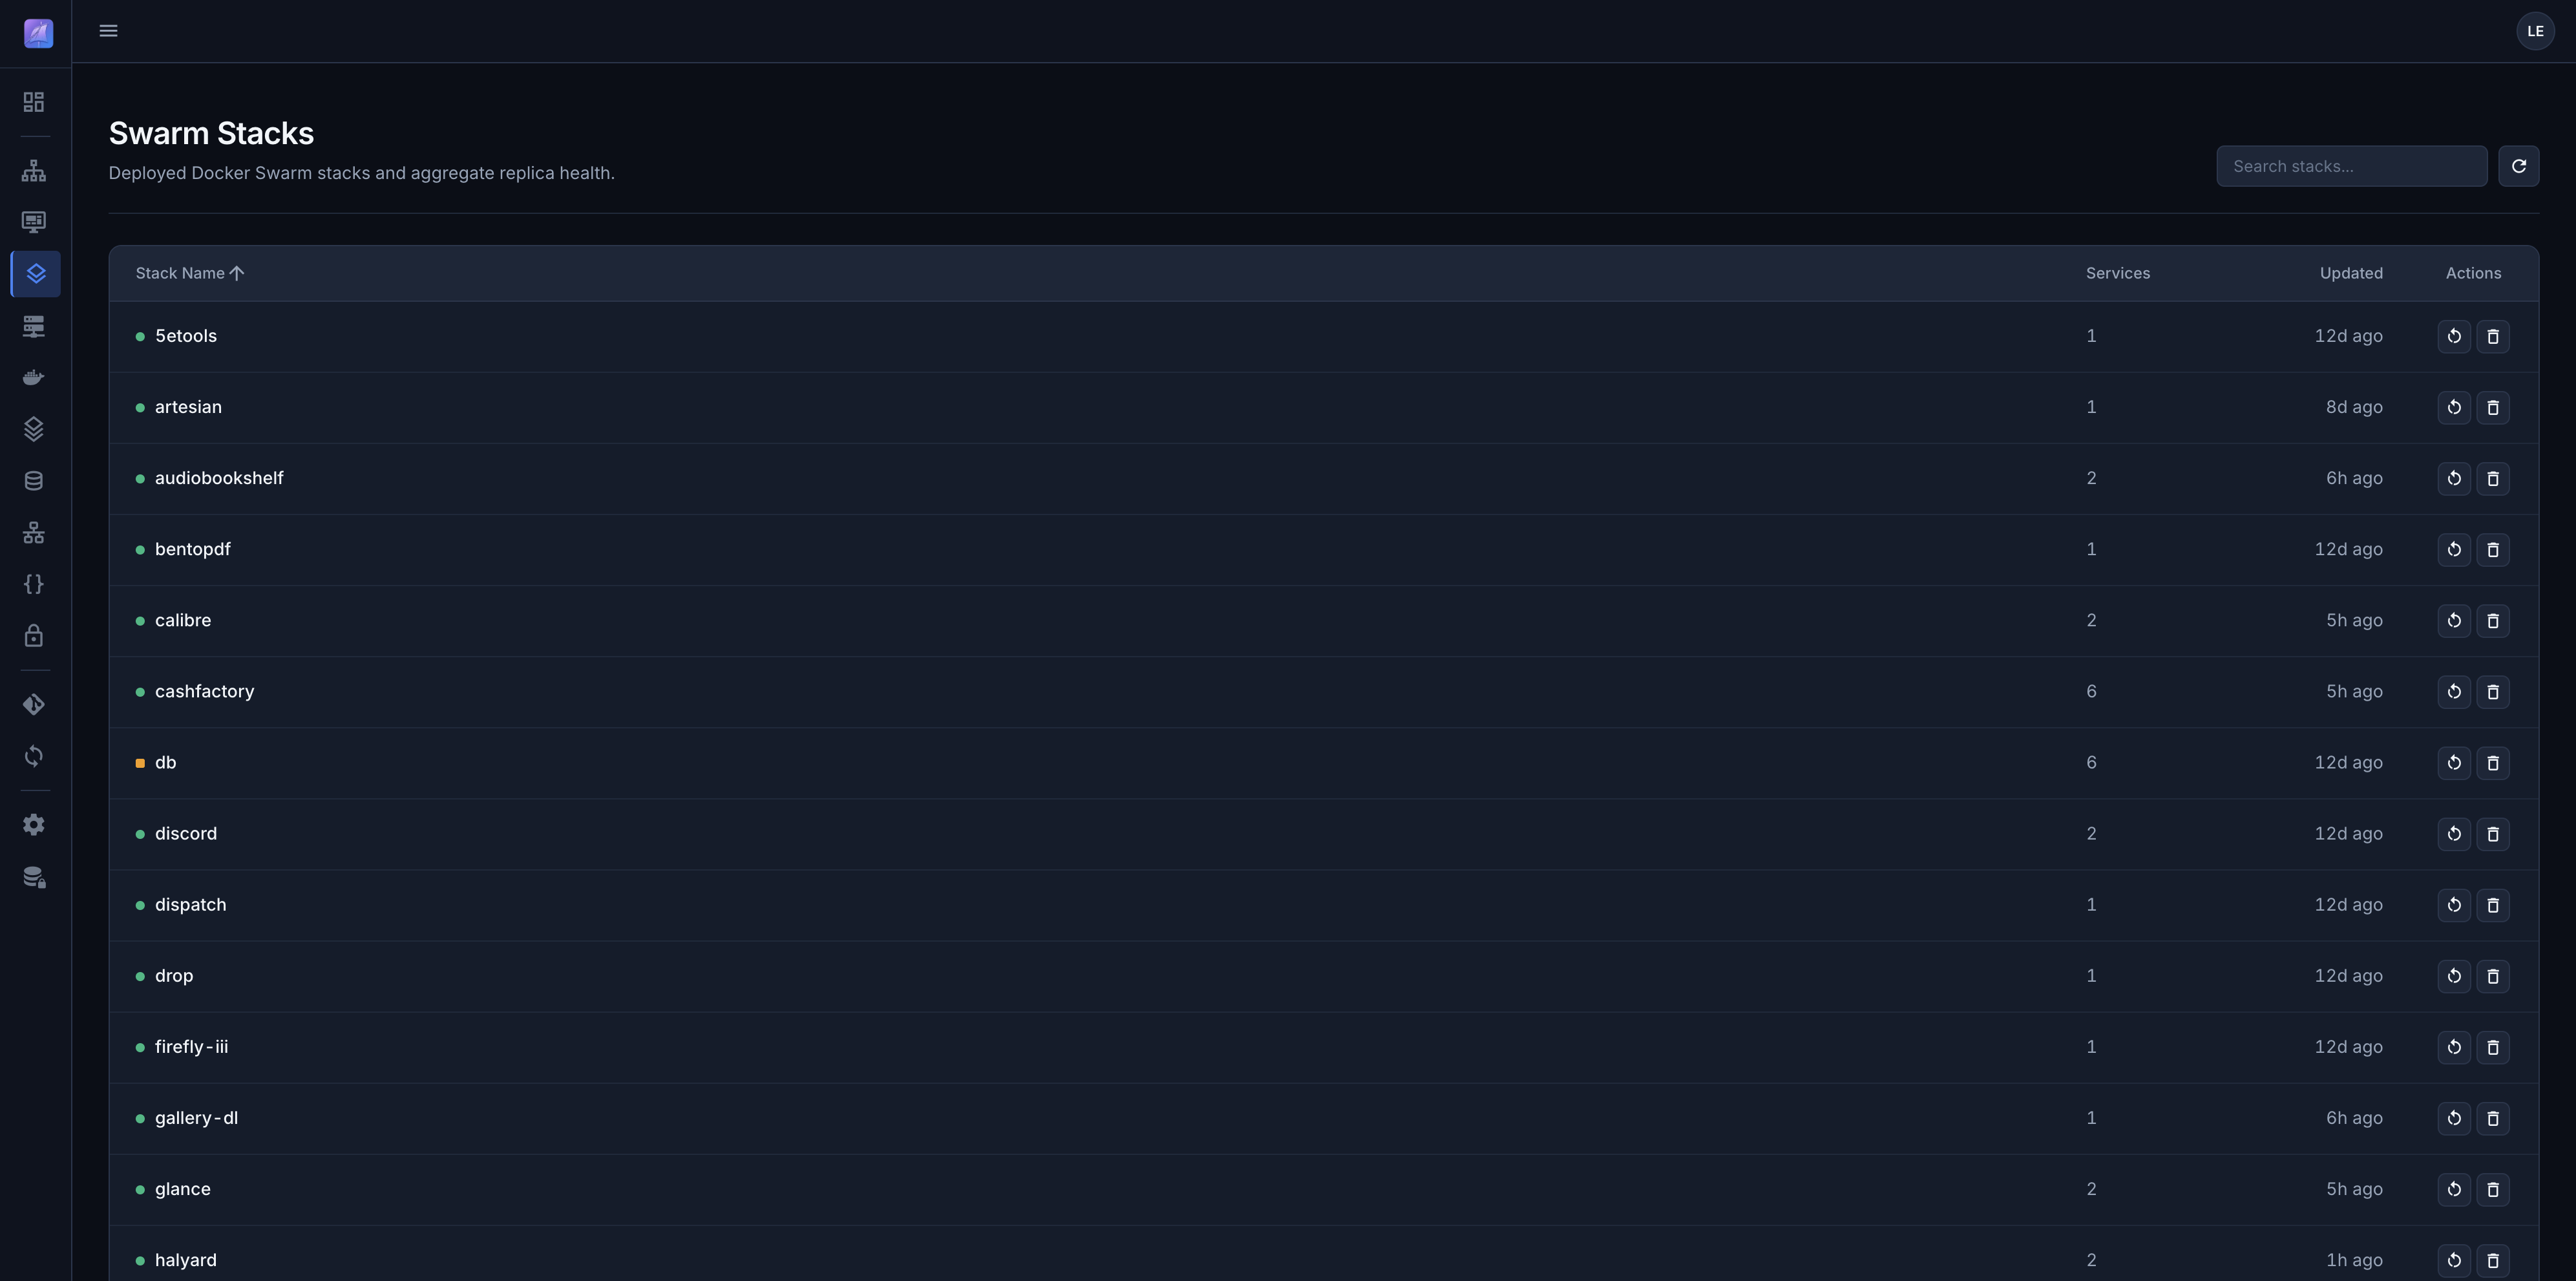 LE
Swarm Stacks
Deployed Docker Swarm stacks and aggregate replica health.
Search stacks...
Stack Name Services Updated Actions
5etools 1 12d ago
artesian 1 8d ago
audiobookshelf 2 6h ago
bentopdf 1 12d ago
calibre 2 5h ago
cashfactory 6 5h ago
db 6 12d ago
discord 2 12d ago
dispatch 1 12d ago
drop 1 12d ago
firefly-iii 1 12d ago
gallery-dl 1 6h ago
glance 2 5h ago
halyard 2 1h ago